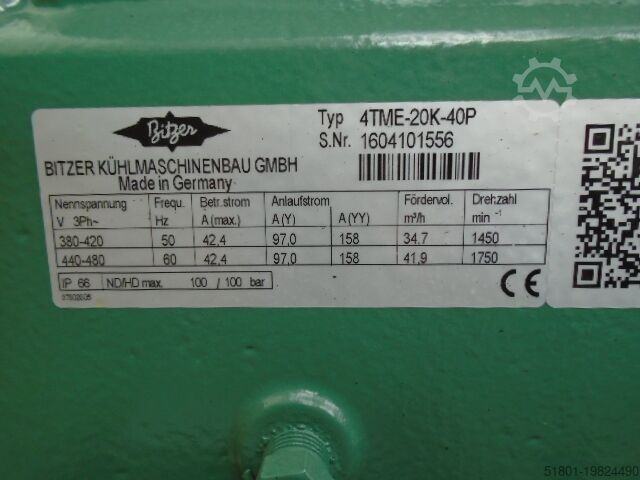 Bitzer
Typ 4TME-20K-40P
S.Nr. 1604101556
BITZER KÜHLMASCHINENBAU GMBH
Made in Germany
Nennspannung Frequ. Betr.strom Anlaufstrom Fördervol. Drehzahl
V 3Ph~ Hz A (max.) A (Y) A (YY) m³/h min⁻¹
380-420 50 42,4 97,0 158 34,7 1450
440-480 60 42,4 97,0 158 41,9 1750
IP 66 ND/HD max. 100 / 100 bar
CE
51801-19824490